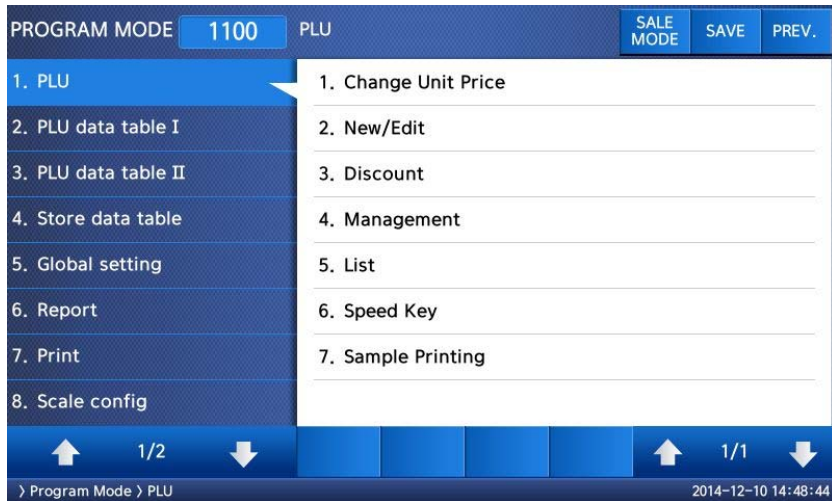 PROGRAM MODE 1100 PLU SALE MODE SAVE PREV.
1. PLU
2. PLU data table I
3. PLU data table II
4. Store data table
5. Global setting
6. Report
7. Print
8. Scale config
1. Change Unit Price
2. New/Edit
3. Discount
4. Management
5. List
6. Speed Key
7. Sample Printing
1/2
1/1
> Program Mode > PLU
2014-12-10 14:48:44